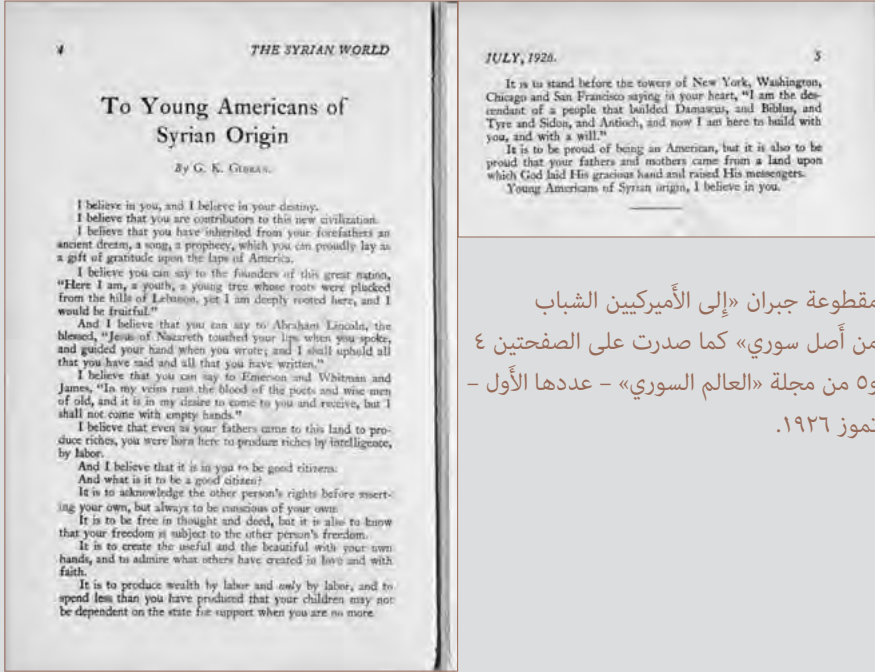 4 THE SYRIAN WORLD
To Young Americans of
Syrian Origin
By G. K. GIBRAN.
I believe in you, and I believe in your destiny.
I believe that you are contributors to this new civilization.
I believe that you have inherited from your forefathers an
ancient dream, a song, a prophecy, which you can proudly lay as
a gift of gratitude upon the laps of America.
I believe you can say to the founders of this great nation,
"Here I am, a youth, a young tree whose roots were plucked
from the hills of Lebanon, yet I am deeply rooted here, and I
would be fruitful."
And I believe that you can say to Abraham Lincoln, the
blessed, "Jesus of Nazareth touched your lips when you spoke,
and guided your hand when you wrote; and I shall uphold all
that you have said and all that you have written."
I believe that you can say to Emerson and Whitman and
James, "In my veins runs the blood of the poets and wise men
of old, and it is my desire to come to you and receive, but I
shall not come with empty hands."
I believe that even as your fathers came to this land to pro-
duce riches, you were born here to produce riches by intelligence,
by labor.
And I believe that it is in you to be good citizens.
And what is it to be a good citizen?
It is to acknowledge the other person's rights before assert-
ing your own, but always to be conscious of your own.
It is to be free in thought and deed, but it is also to know
that your freedom is subject to the other person's freedom.
It is to create the useful and the beautiful with your own
hands, and to admire what others have created in love and with
faith.
It is to produce wealth by labor and only by labor, and to
spend less than you have produced that your children may not
be dependent on the state for support when you are no more.
JULY, 1926. 5
It is to stand before the towers of New York, Washington,
Chicago and San Francisco saying in your heart, "I am the des-
cendant of a people that builded Damascus, and Biblus, and
Tyre and Sidon, and Antioch, and now I am here to build with
you, and with a will."
It is to be proud of being an American, but it is also to be
proud that your fathers and mothers came from a land upon
which God laid His gracious hand and raised His messengers.
Young Americans of Syrian origin, I believe in you.
مقطوعة جبران «إلى الأَميركيين الشباب
من أَصل سوري» كما صدرت على الصفحتين ٤
و٥ من مجلة «العالم السوري» – عددها الأَول –
تموز ١٩٢٦.